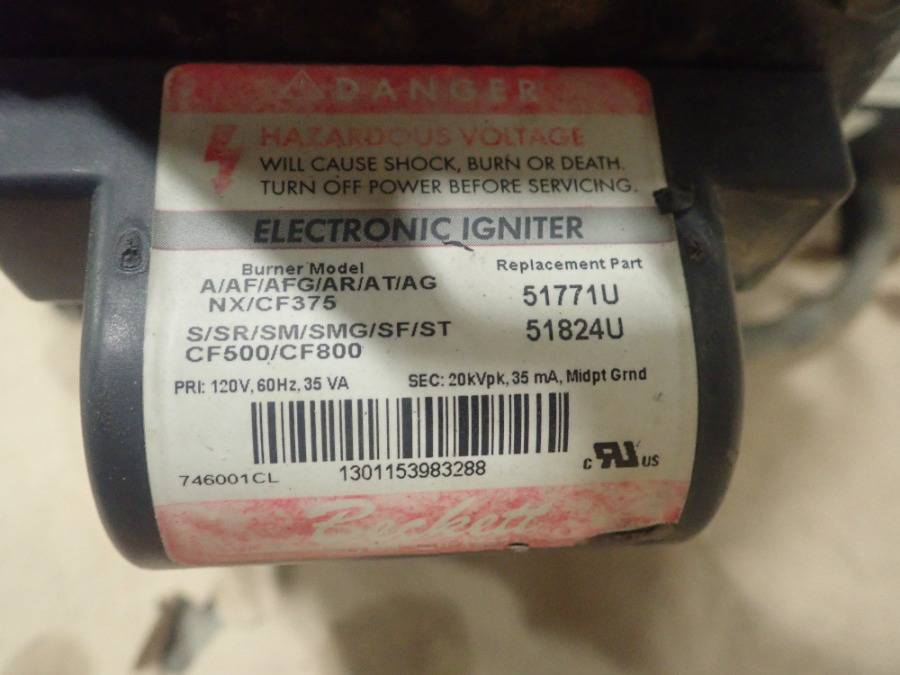 DANGER
HAZARDOUS VOLTAGE
WILL CAUSE SHOCK, BURN OR DEATH.
TURN OFF POWER BEFORE SERVICING.
ELECTRONIC IGNITER
Burner Model Replacement Part
A/AF/AFG/AR/AT/AG
NX/CF375 51771U
S/SR/SM/SMG/SF/ST 51824U
CF500/CF800
PRI: 120V, 60Hz, 35 VA SEC: 20kVpk, 35 mA, Midpt Grnd
746001CL 1301153983288 C RU US
Beckett